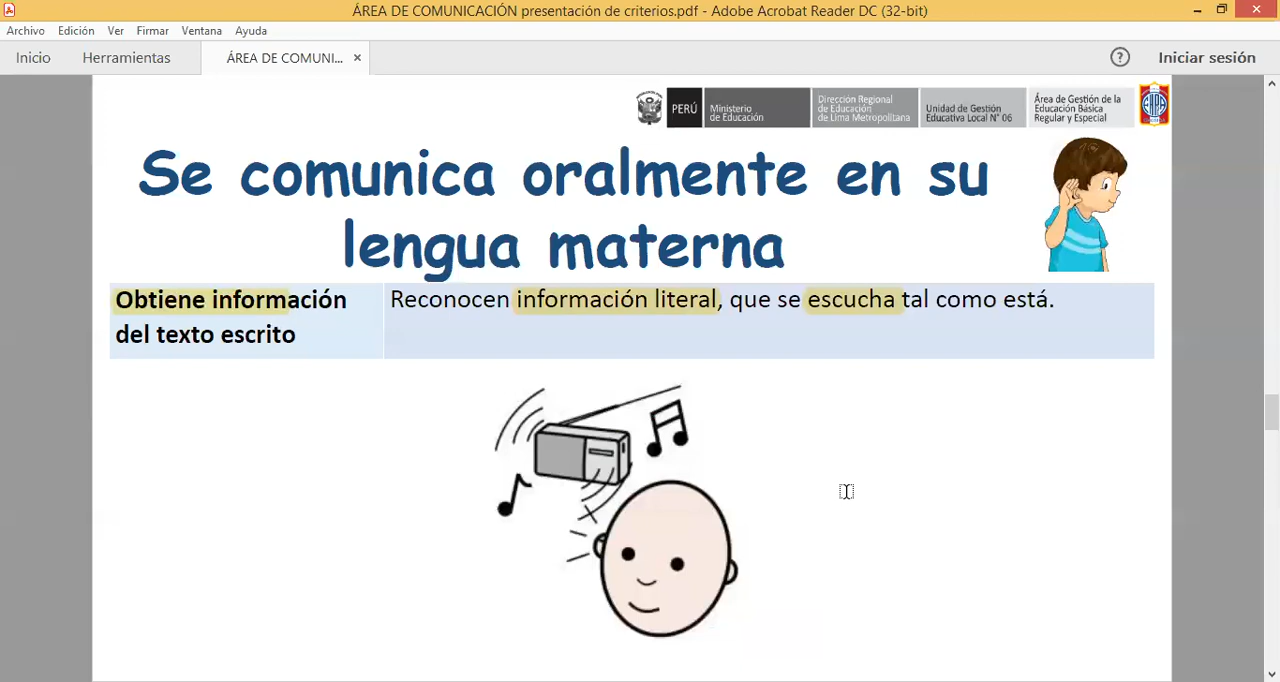 ÁREA DE COMUNICACIÓN presentación de criterios.pdf - Adobe Acrobat Reader DC (32-bit)
Archivo Edición Ver Firmar Ventana Ayuda
Inicio Herramientas ÁREA DE COMUNI... × ? Iniciar sesión
PERÚ
Ministerio
de Educación
Dirección Regional
de Educación
de Lima Metropolitana
Unidad de Gestión
Educativa Local N° 06
Área de Gestión de la
Educación Básica
Regular y Especial
Se comunica oralmente en su
lengua materna
Obtiene información
del texto escrito
Reconocen información literal, que se escucha tal como está.